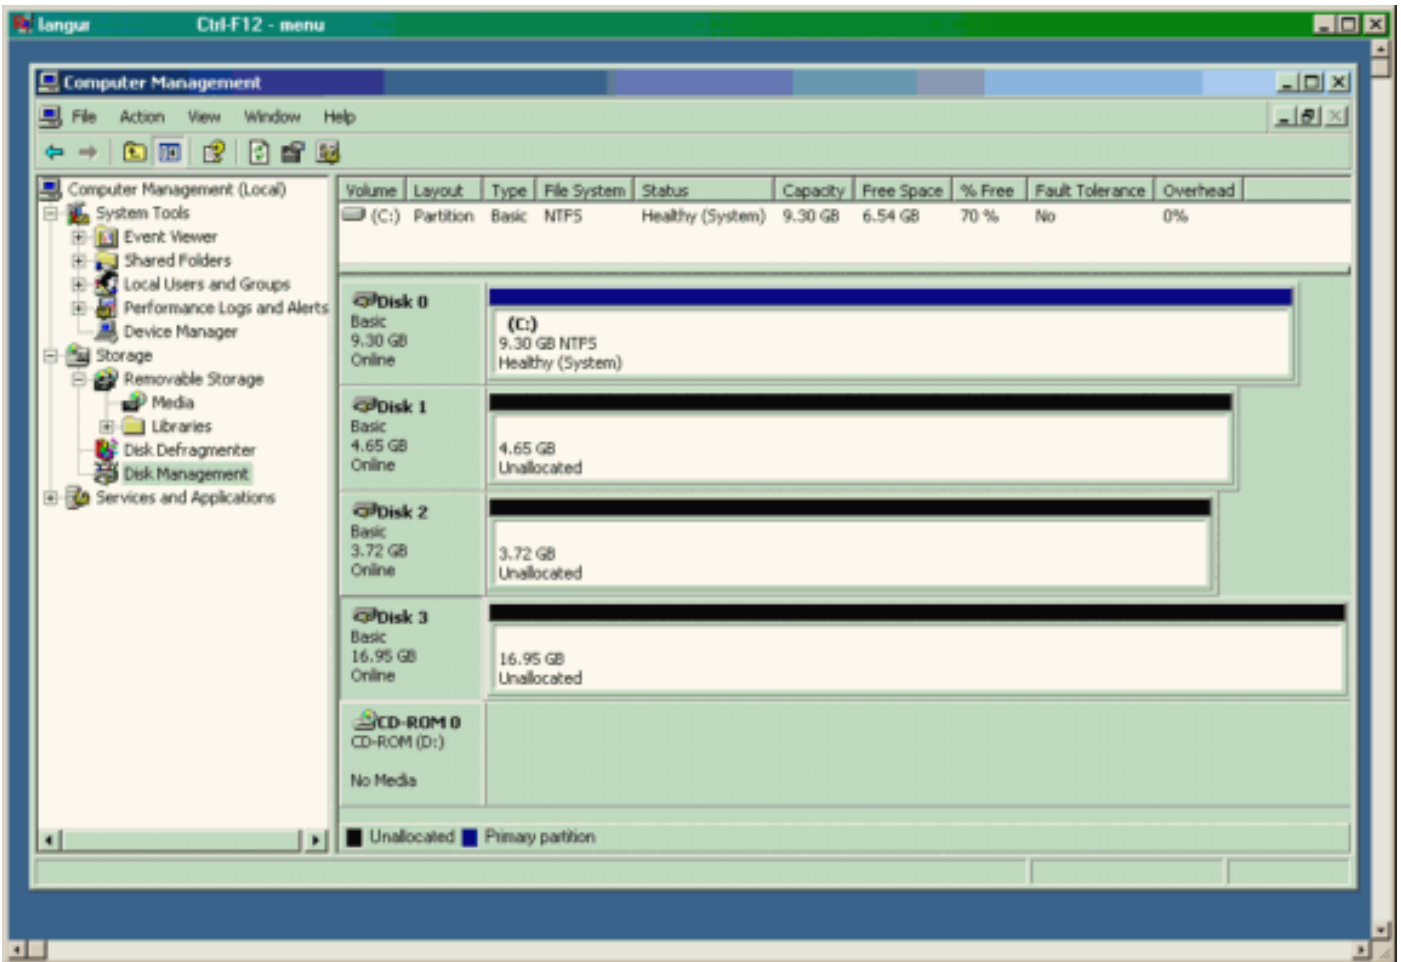 langur Ctrl-F12 - menu
Computer Management
File Action View Window Help
Computer Management (Local)
System Tools
Event Viewer
Shared Folders
Local Users and Groups
Performance Logs and Alerts
Device Manager
Storage
Removable Storage
Media
Libraries
Disk Defragmenter
Disk Management
Services and Applications
Volume Layout Type File System Status Capacity Free Space % Free Fault Tolerance Overhead
(C:) Partition Basic NTFS Healthy (System) 9.30 GB 6.54 GB 70 % No 0%
Disk 0
Basic
9.30 GB
Online
(C:)
9.30 GB NTFS
Healthy (System)
Disk 1
Basic
4.65 GB
Online
4.65 GB
Unallocated
Disk 2
Basic
3.72 GB
Online
3.72 GB
Unallocated
Disk 3
Basic
16.95 GB
Online
16.95 GB
Unallocated
CD-ROM 0
CD-ROM (D:)
No Media
Unallocated Primary partition